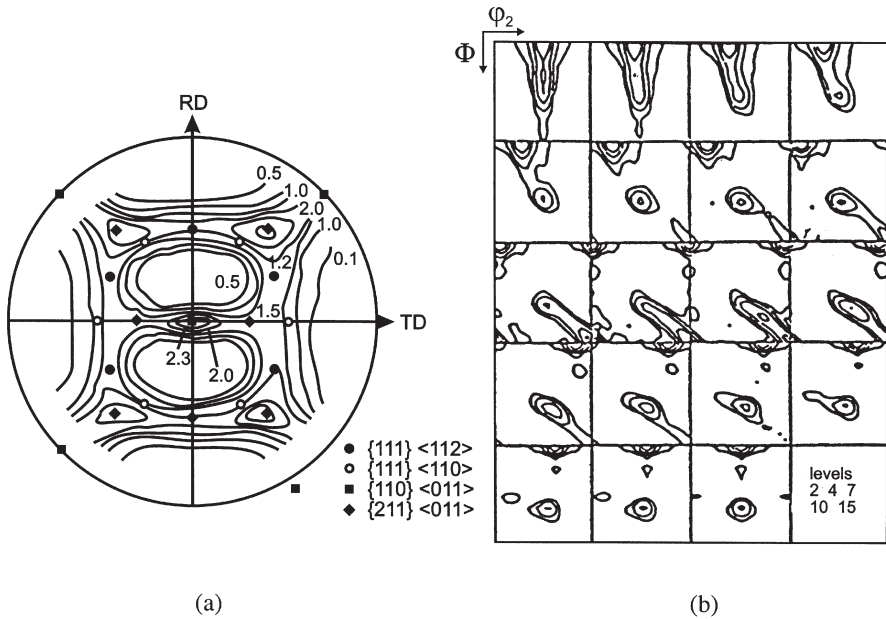 RD
TD
0.5
1.0
2.0
1.0
0.1
1.2
0.5
1.5
2.3
2.0
{111} <112>
{111} <110>
{110} <011>
{211} <011>
(a)
φ2
Φ
levels
2 4 7
10 15
(b)